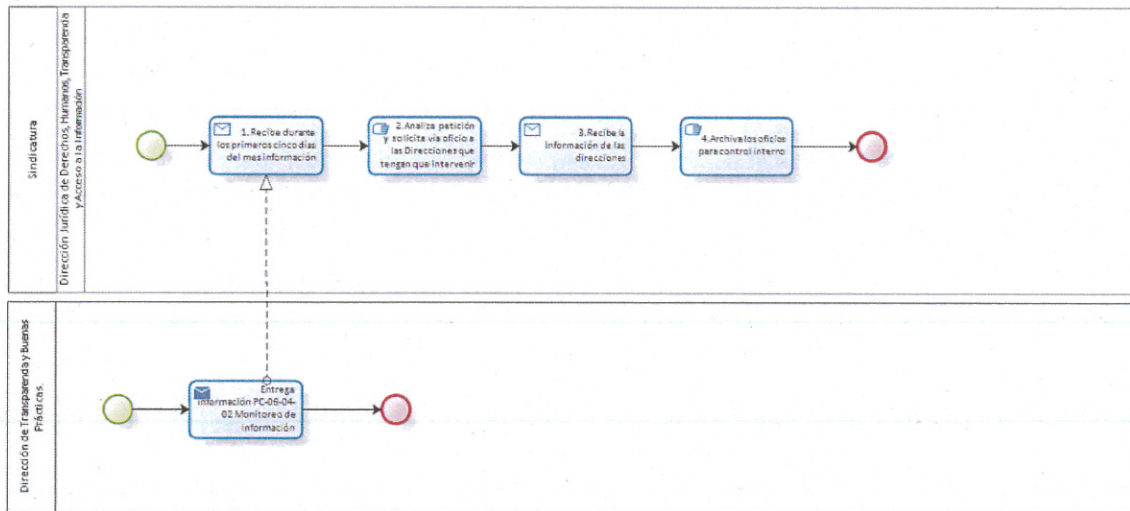 Sindicatura
Dirección Jurídica de Derechos, Humanos, Transparencia
y Acceso a la Información
1.Recibe durante
los primeros cinco días
del mes información
2.Analiza petición
y solicita vía oficio a
las Direcciones que
tengan que intervenir
3.Recibe la
Información de las
direcciones
4.Archiva los oficios
para control interno
Dirección de Transparencia y Buenas
Prácticas.
Entrega
información PC-06-04-
02 Monitoreo de
información